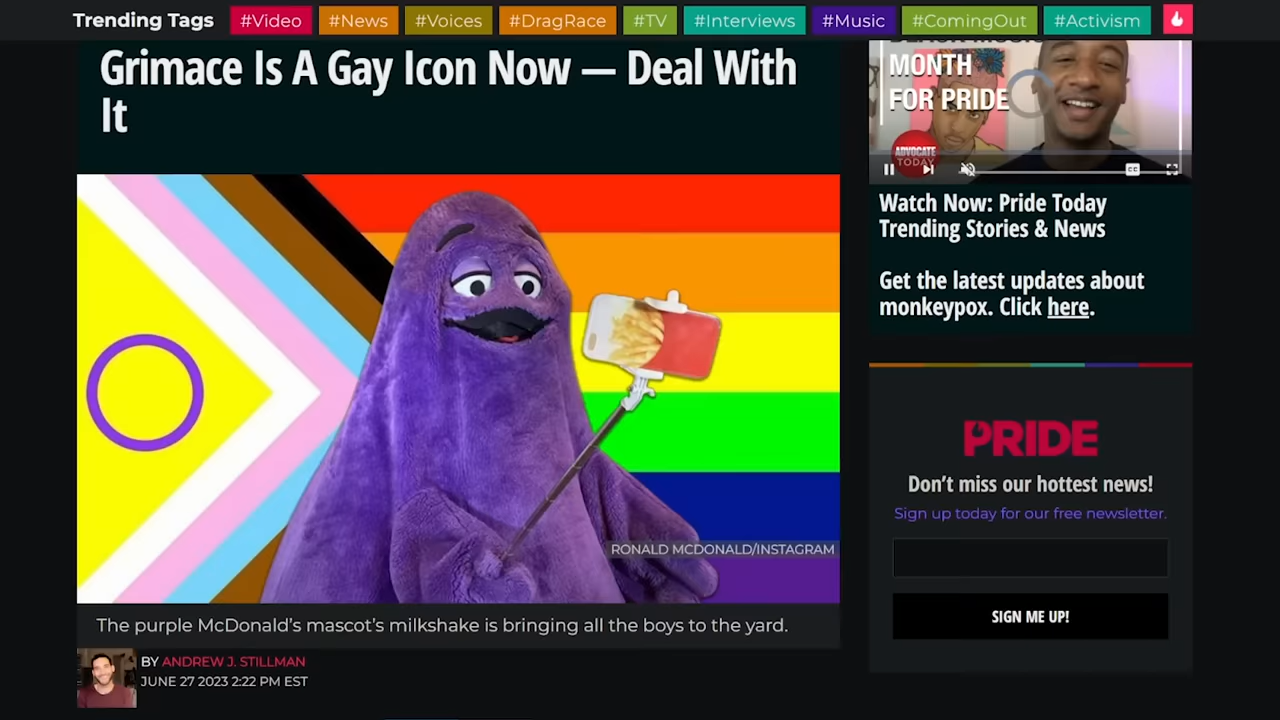 Trending Tags #Video #News #Voices #DragRace #TV #Interviews #Music #ComingOut #Activism
Grimace Is A Gay Icon Now — Deal With
It
RONALD MCDONALD/INSTAGRAM
The purple McDonald's mascot's milkshake is bringing all the boys to the yard.
BY ANDREW J. STILLMAN
JUNE 27 2023 2:22 PM EST
MONTH
FOR PRIDE
ADVOCATE
TODAY
CC
Watch Now: Pride Today
Trending Stories & News
Get the latest updates about
monkeypox. Click here.
PRIDE
Don't miss our hottest news!
Sign up today for our free newsletter.
SIGN ME UP!